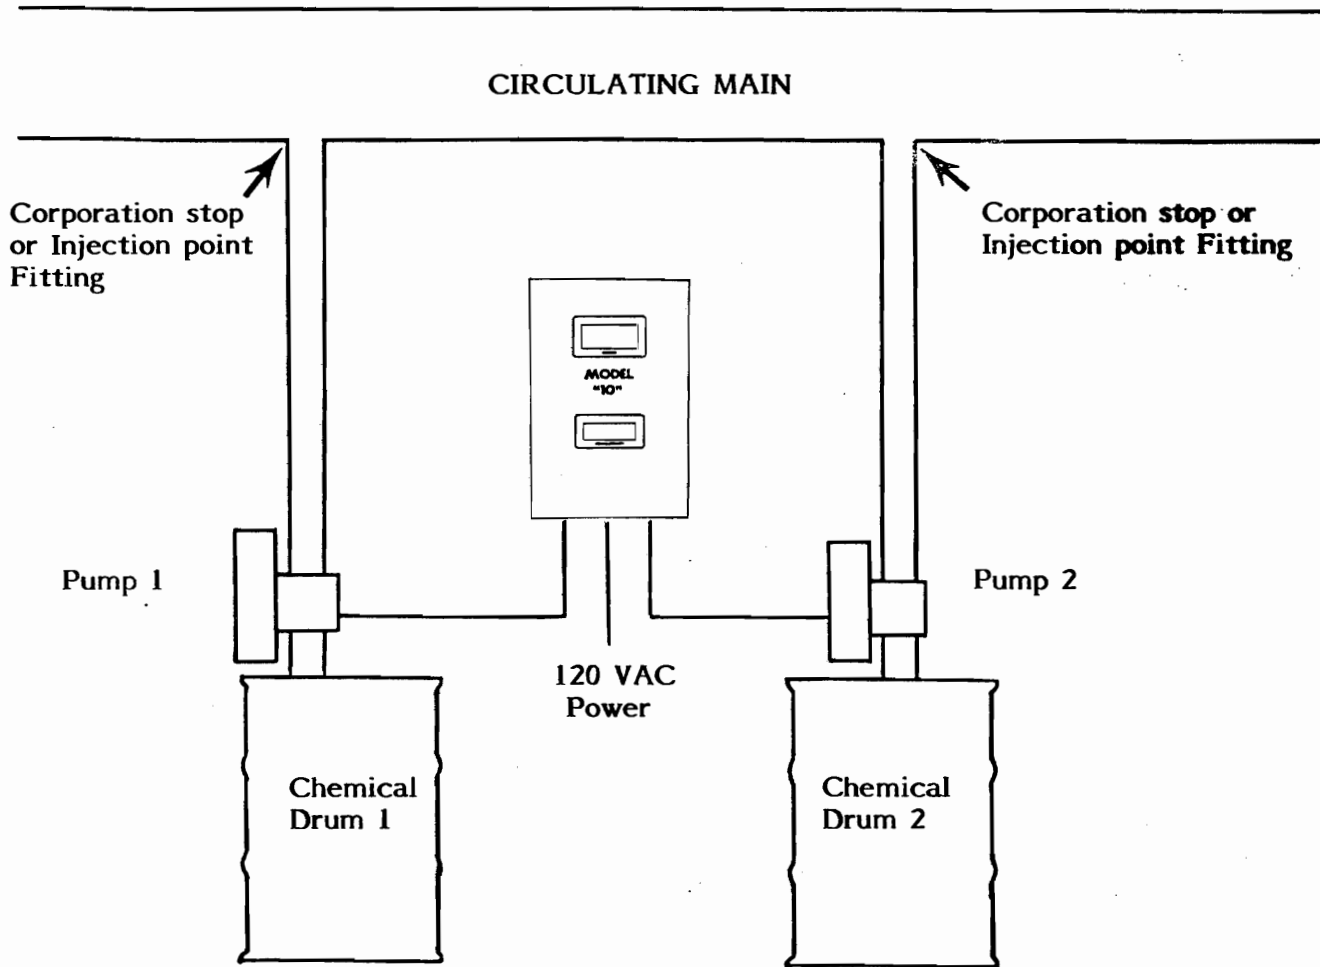 CIRCULATING MAIN
Corporation stop
or Injection point
Fitting
Corporation stop or
Injection point Fitting
MODEL
"10"
Pump 1
Pump 2
120 VAC
Power
Chemical
Drum 1
Chemical
Drum 2